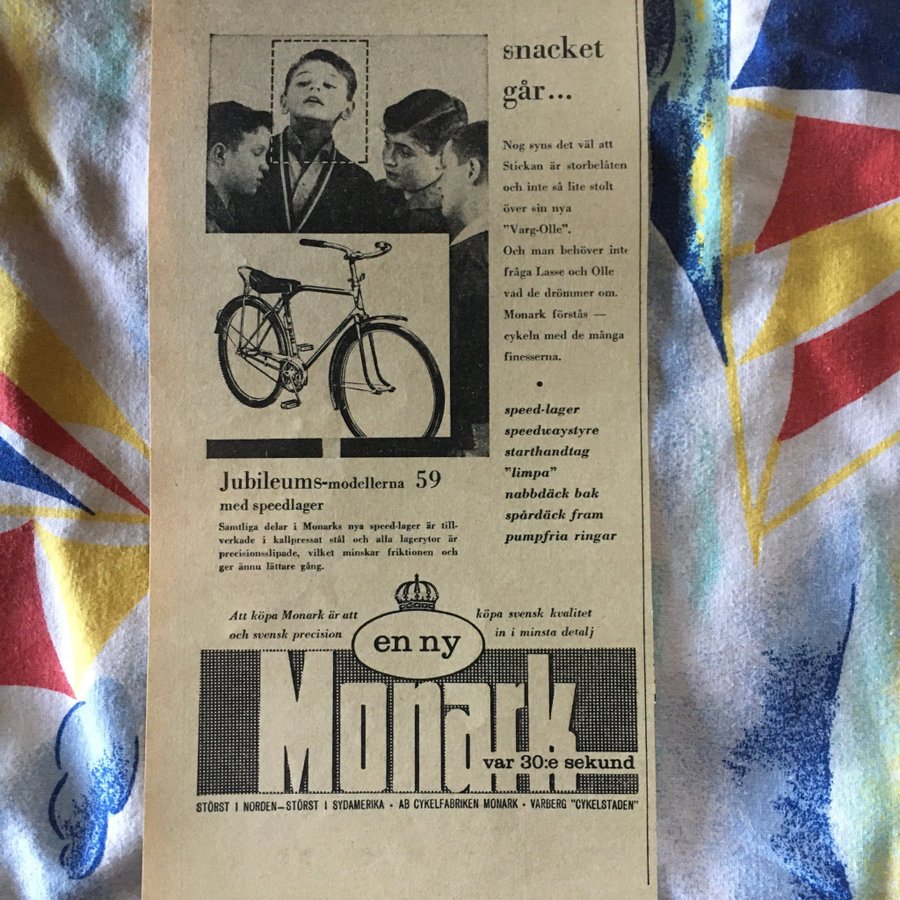 snacket
går...
Nog syns det väl att
Stickan är storbelåten
och inte så lite stolt
över sin nya
"Varg-Olle".
Och man behöver inte
fråga Lasse och Olle
vad de drömmer om.
Monark förstås —
cykeln med de många
finesserna.
•
speed-lager
speedwaystyre
starthandtag
"limpa"
nabbdäck bak
spårdäck fram
pumpfria ringar
Jubileums-modellerna 59
med speedlager
Samtliga delar i Monarks nya speed-lager är till-
verkade i kallpressat stål och alla lagerytor är
precisionsslipade, vilket minskar friktionen och
ger ännu lättare gång.
Att köpa Monark är att köpa svensk kvalitet
och svensk precision in i minsta detalj
en ny
Monark
var 30:e sekund
STÖRST I NORDEN—STÖRST I SYDAMERIKA • AB CYKELFABRIKEN MONARK • VARBERG "CYKELSTADEN"